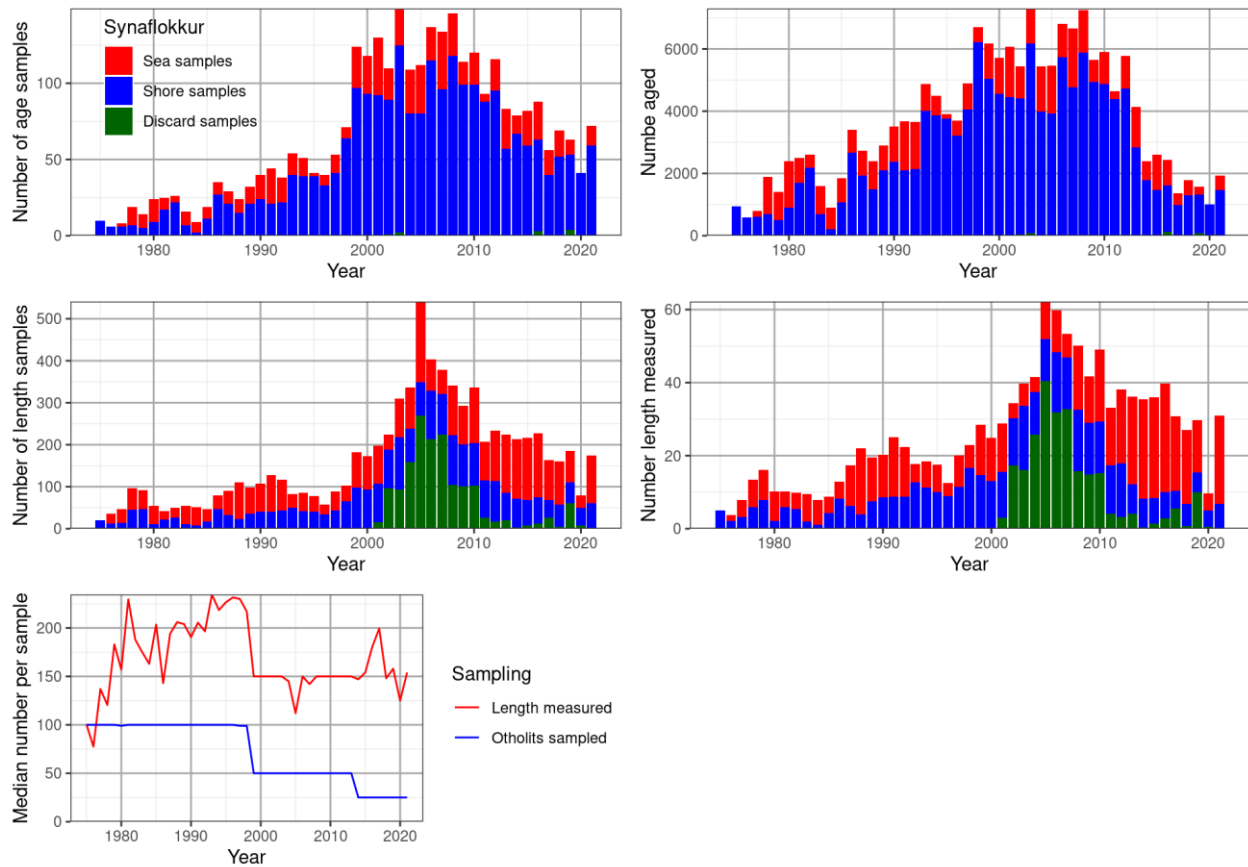 Number of age samples
100
50
0
Synaflokkur
Sea samples
Shore samples
Discard samples
1980
1990
2000
2010
2020
Year
Numbe aged
6000
4000
2000
0
1980
1990
2000
2010
2020
Year
Number of length samples
500
400
300
200
100
0
1980
1990
2000
2010
2020
Year
Number length measured
60
40
20
0
1980
1990
2000
2010
2020
Year
Median number per sample
200
150
100
50
0
1980
1990
2000
2010
2020
Year
Sampling
Length measured
Otholits sampled